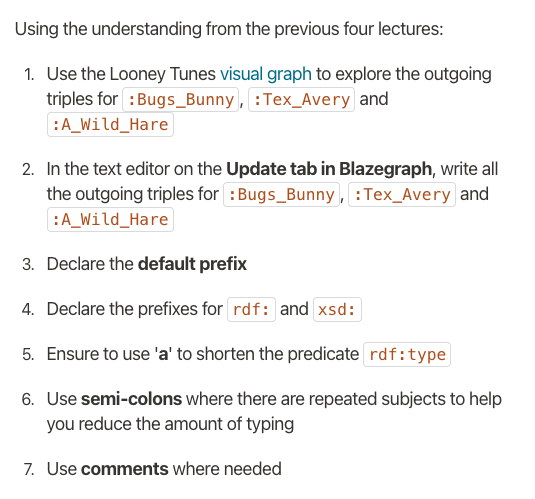 Using the understanding from the previous four lectures:
1. Use the Looney Tunes visual graph to explore the outgoing
triples for :Bugs_Bunny, :Tex_Avery and
:A_Wild_Hare
2. In the text editor on the Update tab in Blazegraph, write all
the outgoing triples for :Bugs_Bunny, :Tex_Avery and
:A_Wild_Hare
3. Declare the default prefix
4. Declare the prefixes for rdf: and xsd:
5. Ensure to use 'a' to shorten the predicate rdf:type
6. Use semi-colons where there are repeated subjects to help
you reduce the amount of typing
7. Use comments where needed